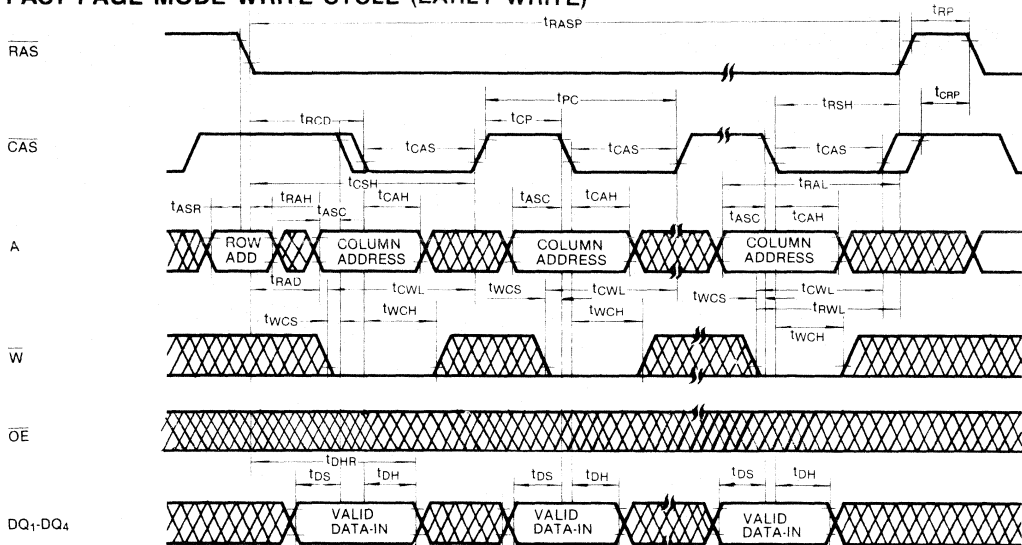 FAST PAGE MODE WRITE CYCLE (EARLY WRITE)
tRASP
tRP
RAS
tPC
tRSH
tCRP
tRCD
tCP
CAS
tCAS
tCAS
tCAS
tCSH
tRAL
tASR
tRAH
tASC
tCAH
tASC
tCAH
tASC
tCAH
A
ROW ADD
COLUMN ADDRESS
COLUMN ADDRESS
COLUMN ADDRESS
tRAD
tCWL
tWCS
tCWL
tWCS
tCWL
tRWL
tWCS
tWCH
tWCH
tWCH
W
OE
tDHR
tDS
tDH
tDS
tDH
tDS
tDH
DQ1-DQ4
VALID DATA-IN
VALID DATA-IN
VALID DATA-IN